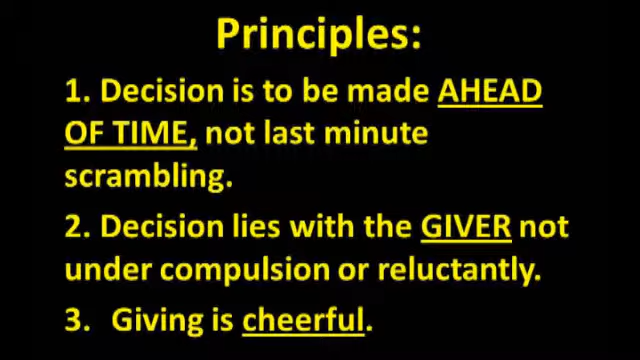 Principles:
1. Decision is to be made AHEAD
OF TIME, not last minute
scrambling.
2. Decision lies with the GIVER not
under compulsion or reluctantly.
3. Giving is cheerful.